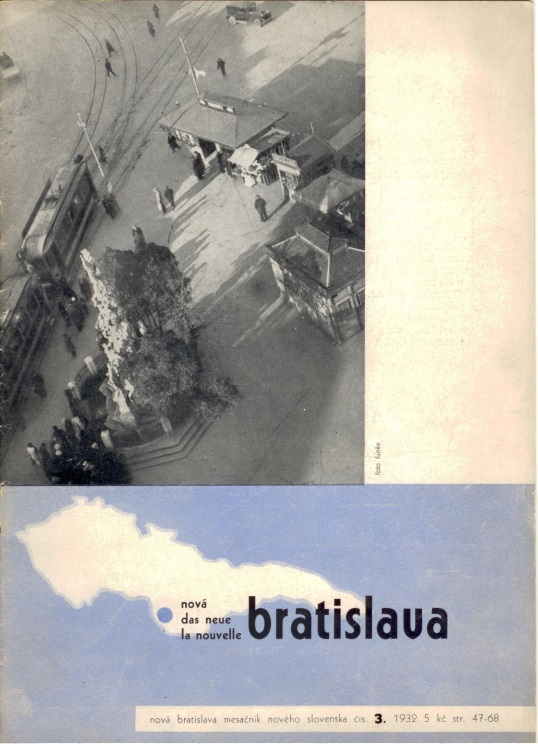 foto funke
nová
das neue
la nouvelle
bratislava
nová bratislava mesačník nového slovenska čís. 3. 1932 5 kč str. 47-68